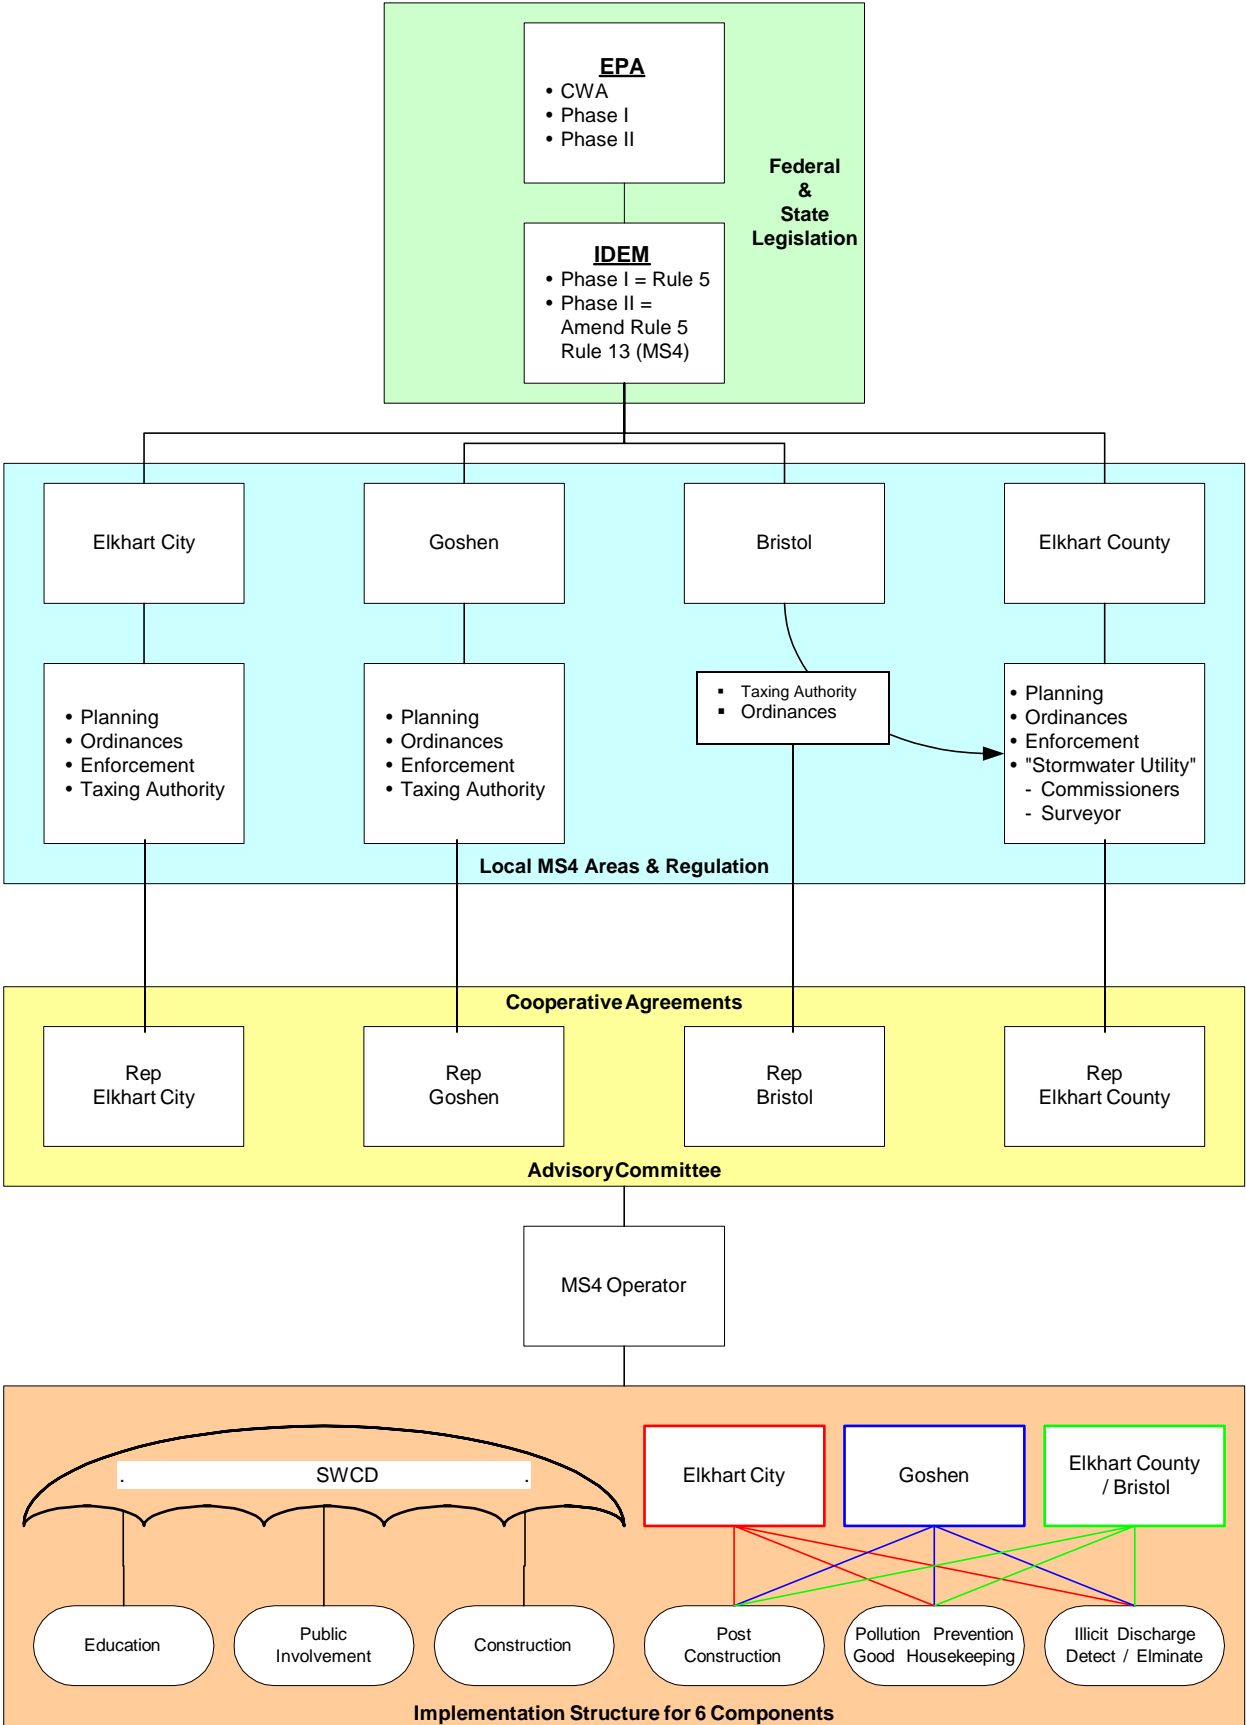 EPA
• CWA
• Phase I
• Phase II
Federal
&
State
Legislation
IDEM
• Phase I = Rule 5
• Phase II =
Amend Rule 5
Rule 13 (MS4)
Elkhart City
Goshen
Bristol
Elkhart County
• Planning
• Ordinances
• Enforcement
• Taxing Authority
• Planning
• Ordinances
• Enforcement
• Taxing Authority
▪ Taxing Authority
▪ Ordinances
• Planning
• Ordinances
• Enforcement
• "Stormwater Utility"
- Commissioners
- Surveyor
Local MS4 Areas & Regulation
Cooperative Agreements
Rep
Elkhart City
Rep
Goshen
Rep
Bristol
Rep
Elkhart County
Advisory Committee
MS4 Operator
. SWCD .
Elkhart City
Goshen
Elkhart County
/ Bristol
Education
Public
Involvement
Construction
Post
Construction
Pollution Prevention
Good Housekeeping
Illicit Discharge
Detect / Elminate
Implementation Structure for 6 Components